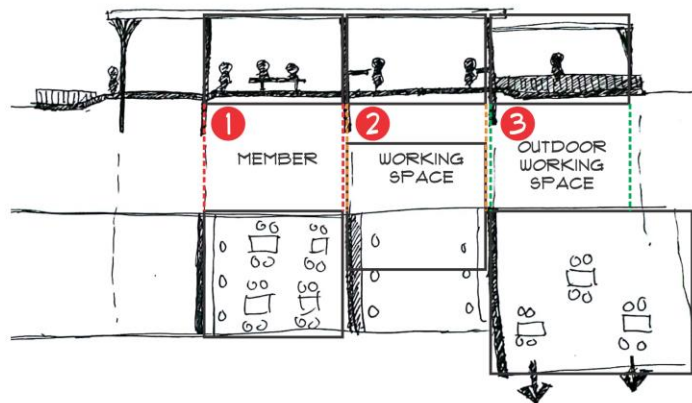 1
MEMBER
2
WORKING
SPACE
3
OUTDOOR
WORKING
SPACE